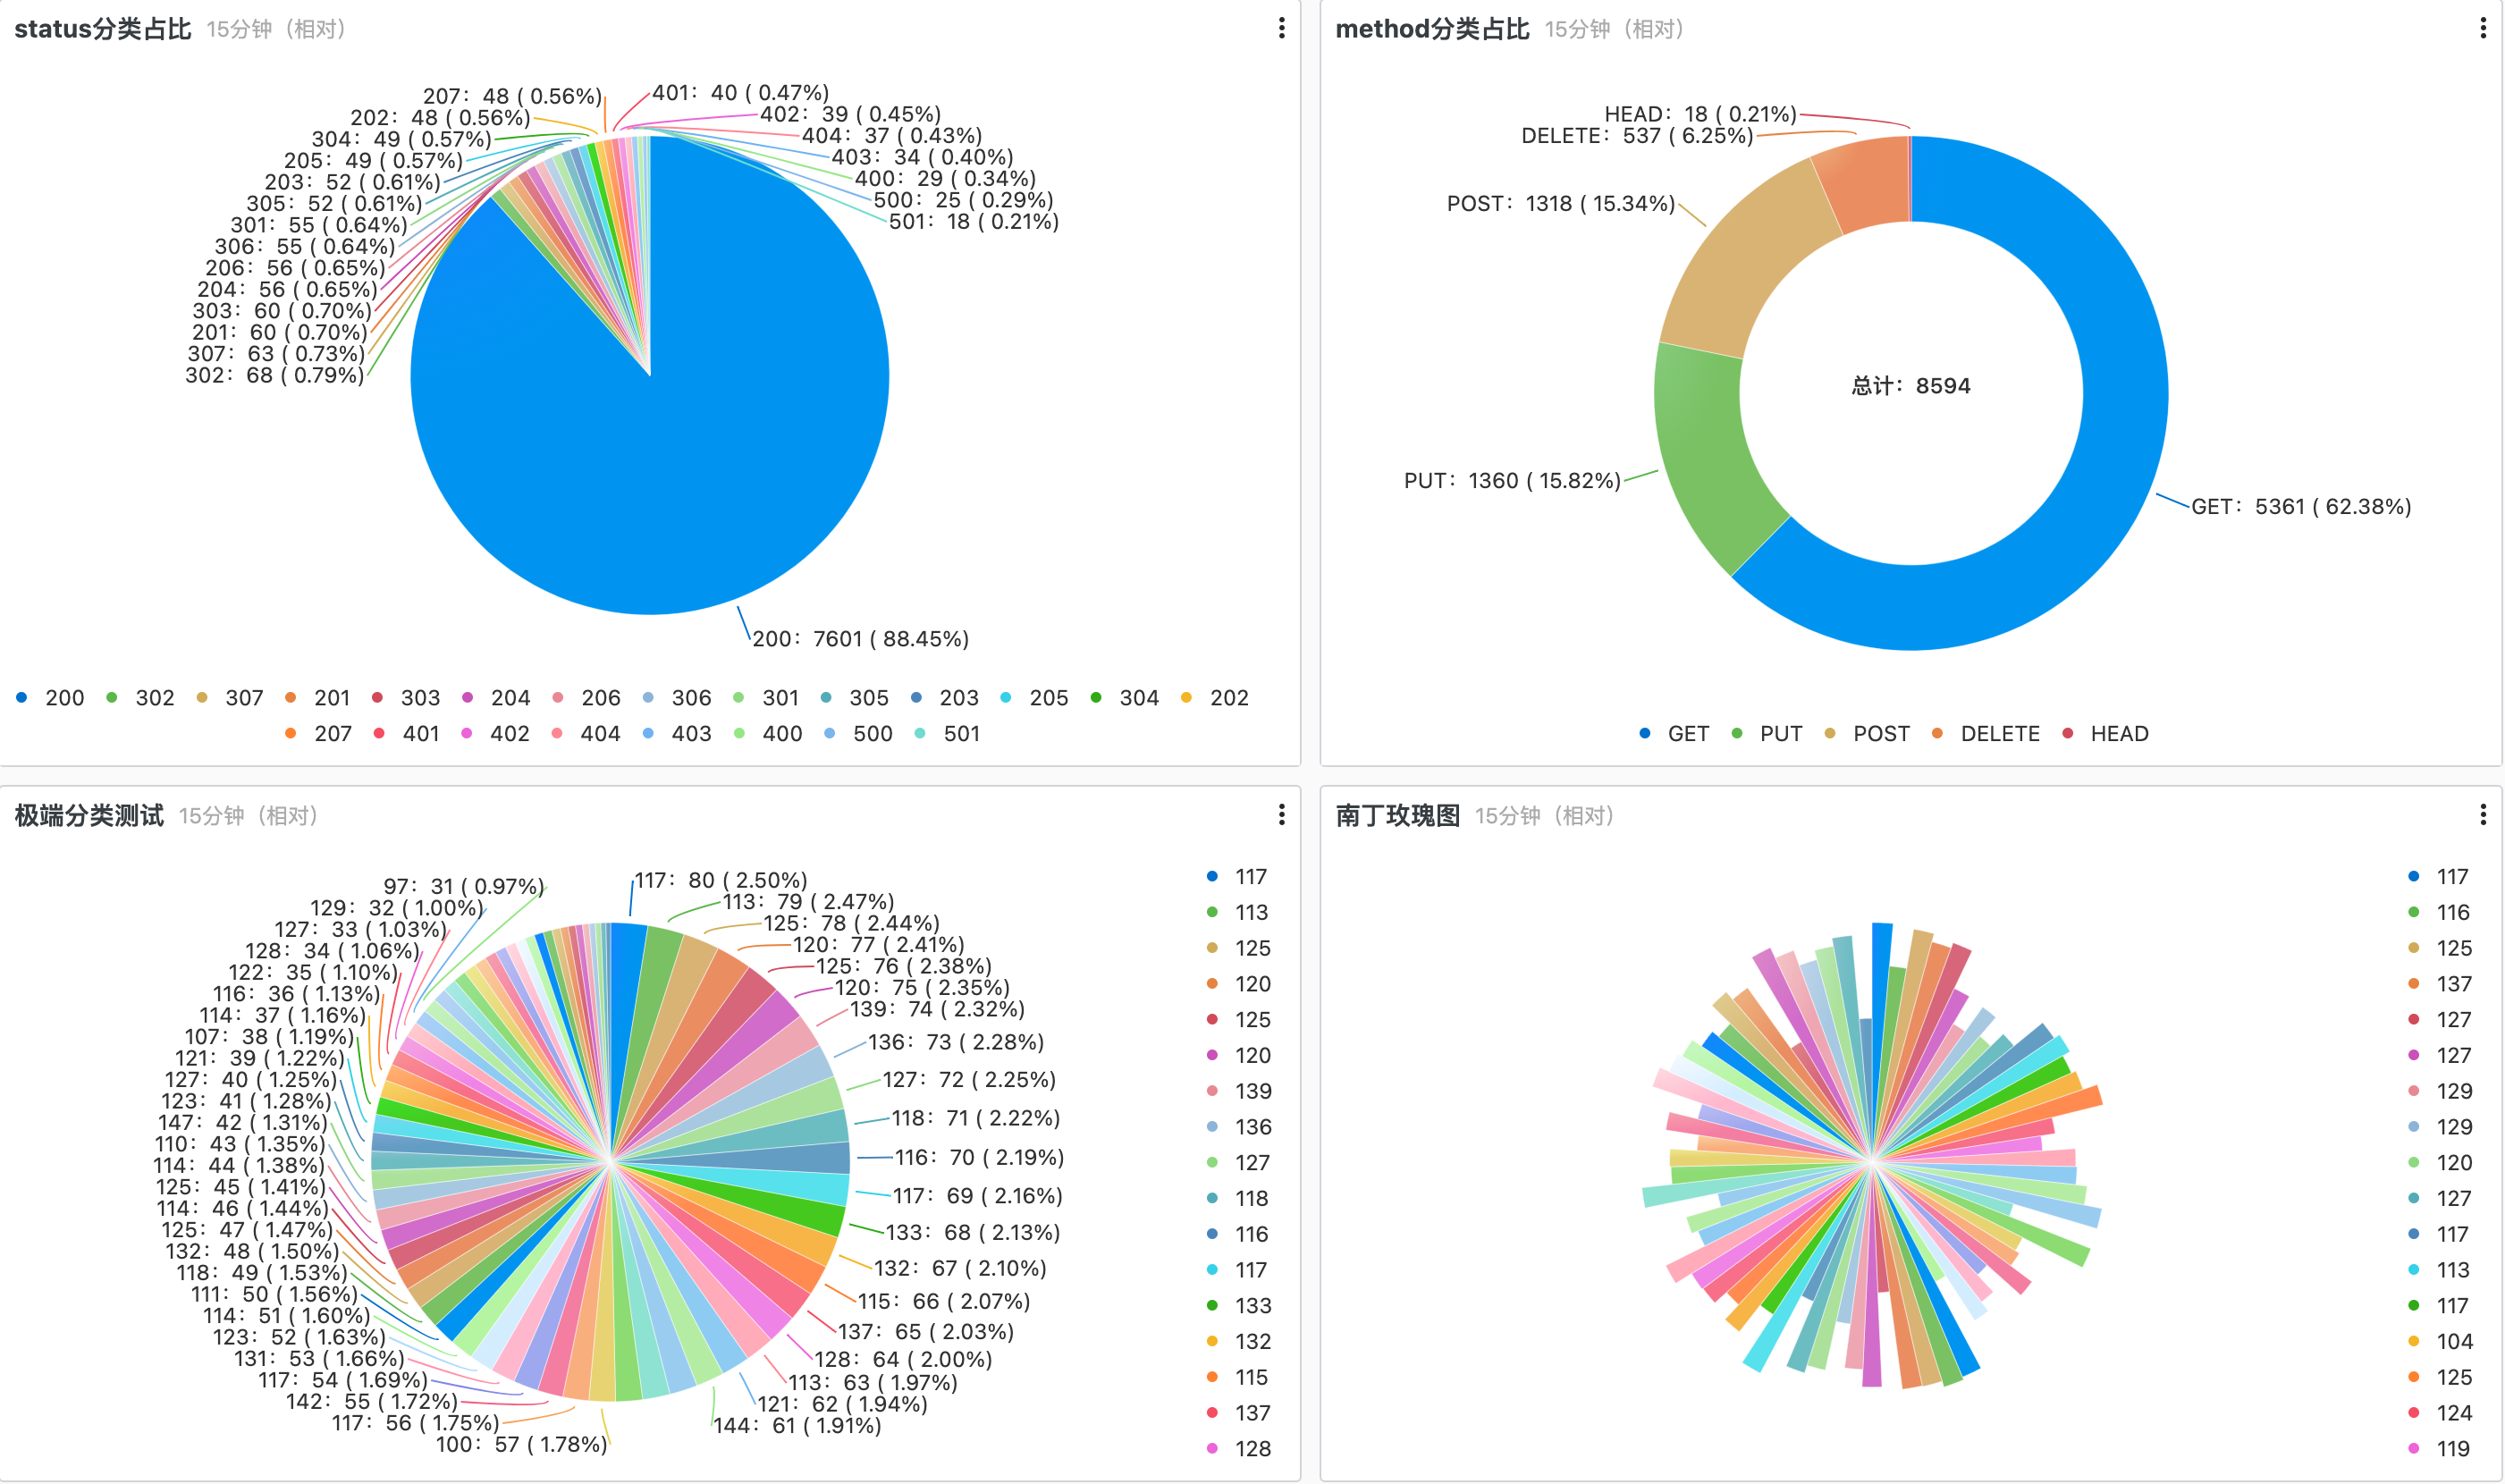 status分类占比 15分钟（相对）
207： 48 ( 0.56%)
202： 48 ( 0.56%)
304： 49 ( 0.57%)
205： 49 ( 0.57%)
203： 52 ( 0.61%)
305： 52 ( 0.61%)
301： 55 ( 0.64%)
306： 55 ( 0.64%)
206： 56 ( 0.65%)
204： 56 ( 0.65%)
303： 60 ( 0.70%)
201： 60 ( 0.70%)
307： 63 ( 0.73%)
302： 68 ( 0.79%)
401： 40 ( 0.47%)
402： 39 ( 0.45%)
404： 37 ( 0.43%)
403： 34 ( 0.40%)
400： 29 ( 0.34%)
500： 25 ( 0.29%)
501： 18 ( 0.21%)
200： 7601 ( 88.45%)
200 302 307 201 303 204 206 306 301 305 203 205 304 202
207 401 402 404 403 400 500 501
method分类占比 15分钟（相对）
HEAD： 18 ( 0.21%)
DELETE： 537 ( 6.25%)
POST： 1318 ( 15.34%)
PUT： 1360 ( 15.82%)
总计： 8594
GET： 5361 ( 62.38%)
GET PUT POST DELETE HEAD
极端分类测试 15分钟（相对）
97： 31 ( 0.97%)
129： 32 ( 1.00%)
127： 33 ( 1.03%)
128： 34 ( 1.06%)
122： 35 ( 1.10%)
116： 36 ( 1.13%)
114： 37 ( 1.16%)
107： 38 ( 1.19%)
121： 39 ( 1.22%)
127： 40 ( 1.25%)
123： 41 ( 1.28%)
147： 42 ( 1.31%)
110： 43 ( 1.35%)
114： 44 ( 1.38%)
125： 45 ( 1.41%)
114： 46 ( 1.44%)
125： 47 ( 1.47%)
132： 48 ( 1.50%)
118： 49 ( 1.53%)
111： 50 ( 1.56%)
114： 51 ( 1.60%)
123： 52 ( 1.63%)
131： 53 ( 1.66%)
117： 54 ( 1.69%)
142： 55 ( 1.72%)
117： 56 ( 1.75%)
100： 57 ( 1.78%)
117： 80 ( 2.50%)
113： 79 ( 2.47%)
125： 78 ( 2.44%)
120： 77 ( 2.41%)
125： 76 ( 2.38%)
120： 75 ( 2.35%)
139： 74 ( 2.32%)
136： 73 ( 2.28%)
127： 72 ( 2.25%)
118： 71 ( 2.22%)
116： 70 ( 2.19%)
117： 69 ( 2.16%)
133： 68 ( 2.13%)
132： 67 ( 2.10%)
115： 66 ( 2.07%)
137： 65 ( 2.03%)
128： 64 ( 2.00%)
113： 63 ( 1.97%)
121： 62 ( 1.94%)
144： 61 ( 1.91%)
117
113
125
120
125
120
139
136
127
118
116
117
133
132
115
137
128
南丁玫瑰图 15分钟（相对）
117
116
125
137
127
127
129
129
120
127
117
113
117
104
125
124
119